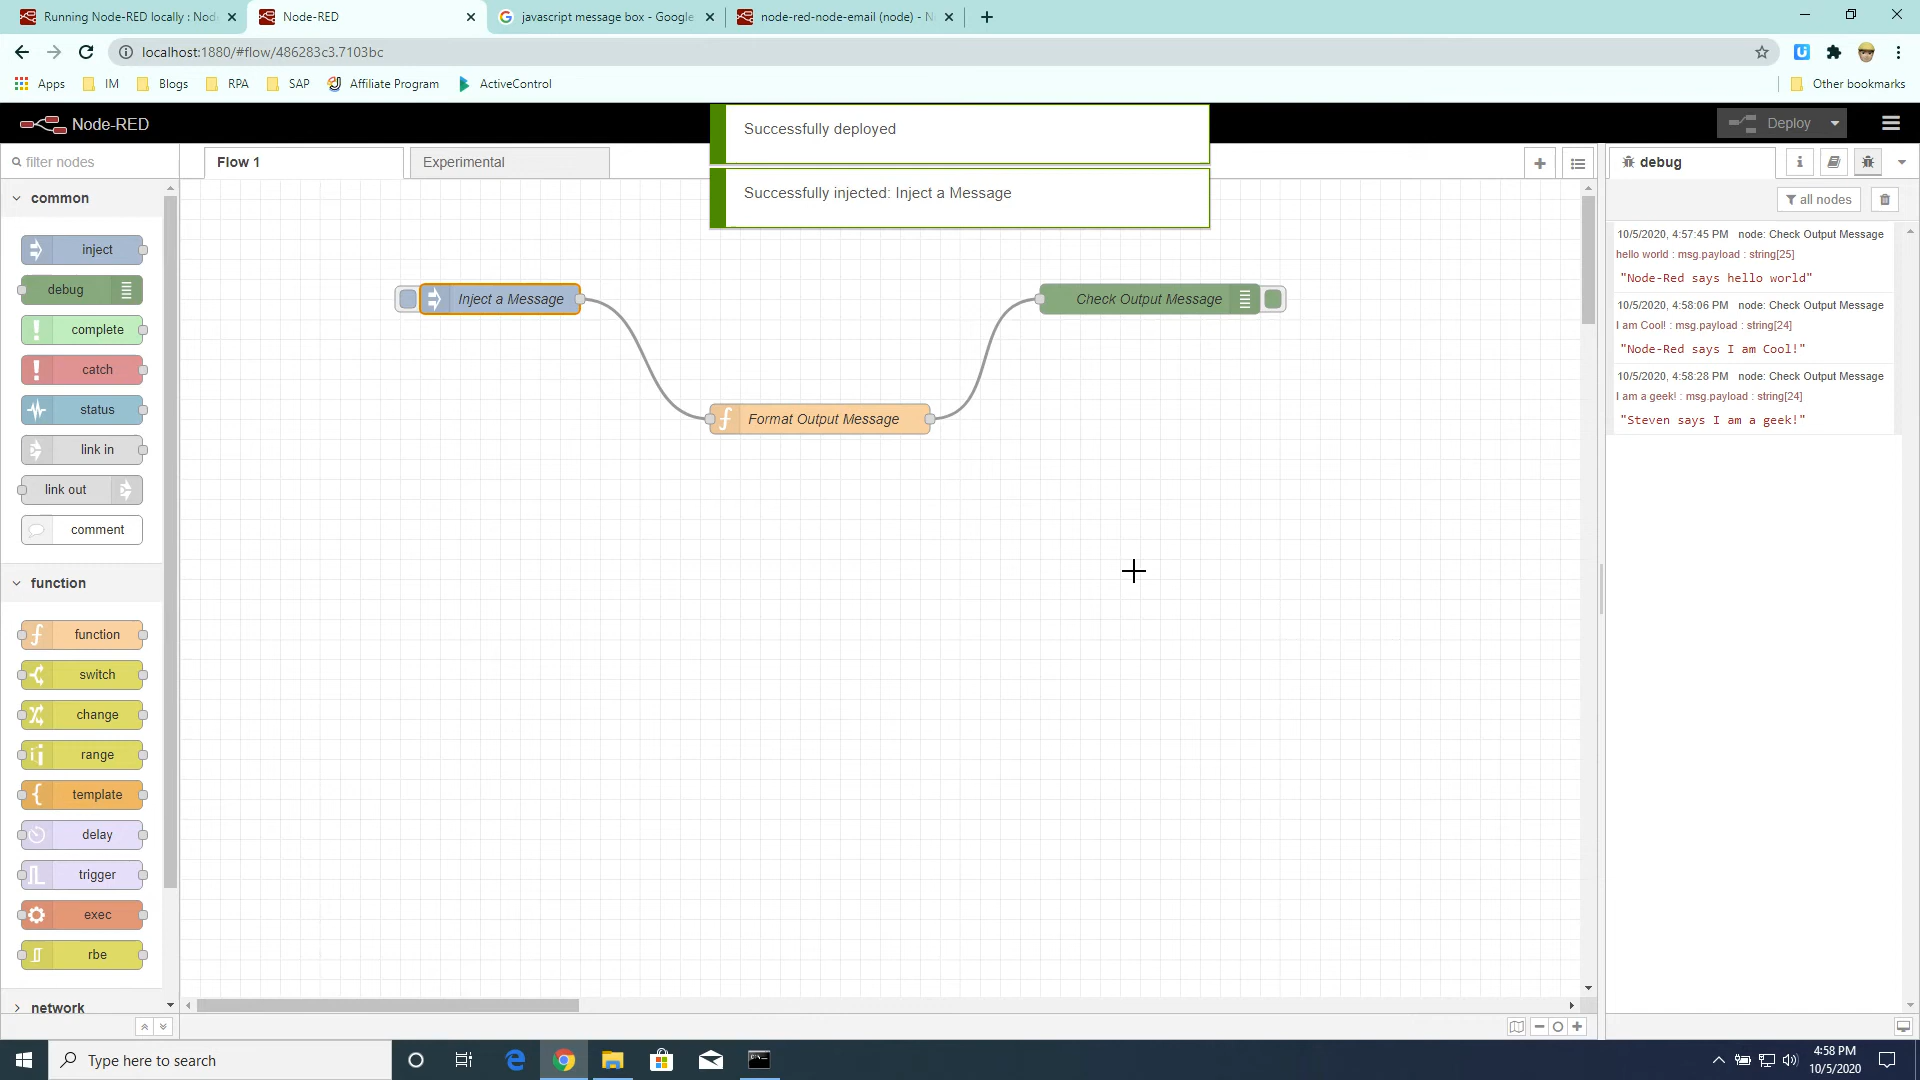 Running Node-RED locally : Nod
Node-RED
javascript message box - Google
node-red-node-email (node) - N
localhost:1880/#flow/486283c3.7103bc
Apps
IM
Blogs
RPA
SAP
Affiliate Program
ActiveControl
Other bookmarks
Node-RED
Successfully deployed
Deploy
filter nodes
Flow 1
Experimental
debug
Successfully injected: Inject a Message
all nodes
common
inject
debug
complete
catch
status
link in
link out
comment
function
function
switch
change
range
template
delay
trigger
exec
rbe
network
Inject a Message
Format Output Message
Check Output Message
10/5/2020, 4:57:45 PM node: Check Output Message
hello world : msg.payload : string[25]
"Node-Red says hello world"
10/5/2020, 4:58:06 PM node: Check Output Message
I am Cool! : msg.payload : string[24]
"Node-Red says I am Cool!"
10/5/2020, 4:58:28 PM node: Check Output Message
I am a geek! : msg.payload : string[24]
"Steven says I am a geek!"
Type here to search
4:58 PM
10/5/2020